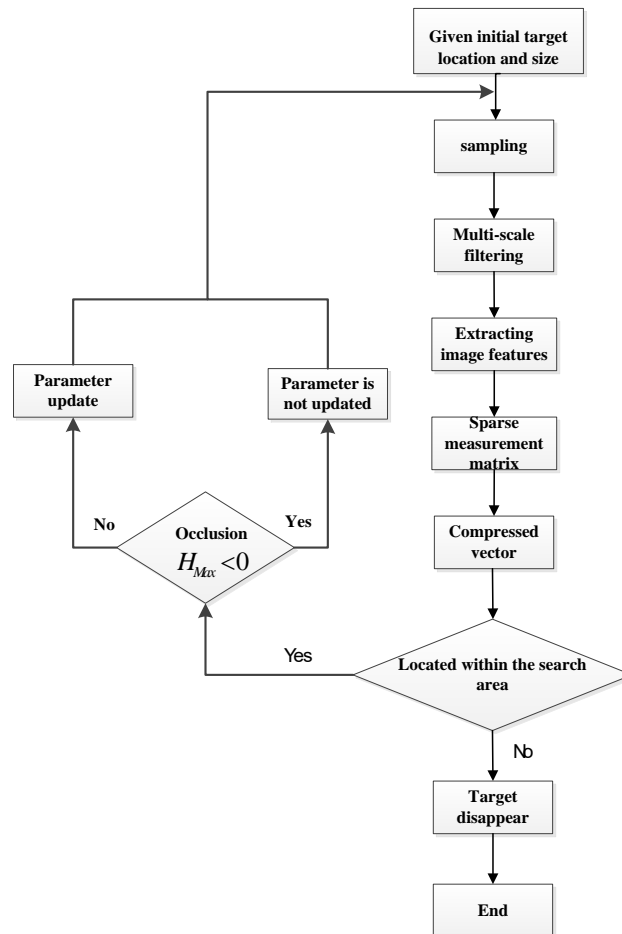 Given initial target
location and size
sampling
Multi-scale
filtering
Extracting
image features
Parameter
update
Parameter is
not updated
Sparse
measurement
matrix
No
Occlusion
Yes
H_Max <0
Compressed
vector
Yes
Located within the search
area
No
Target
disappear
End